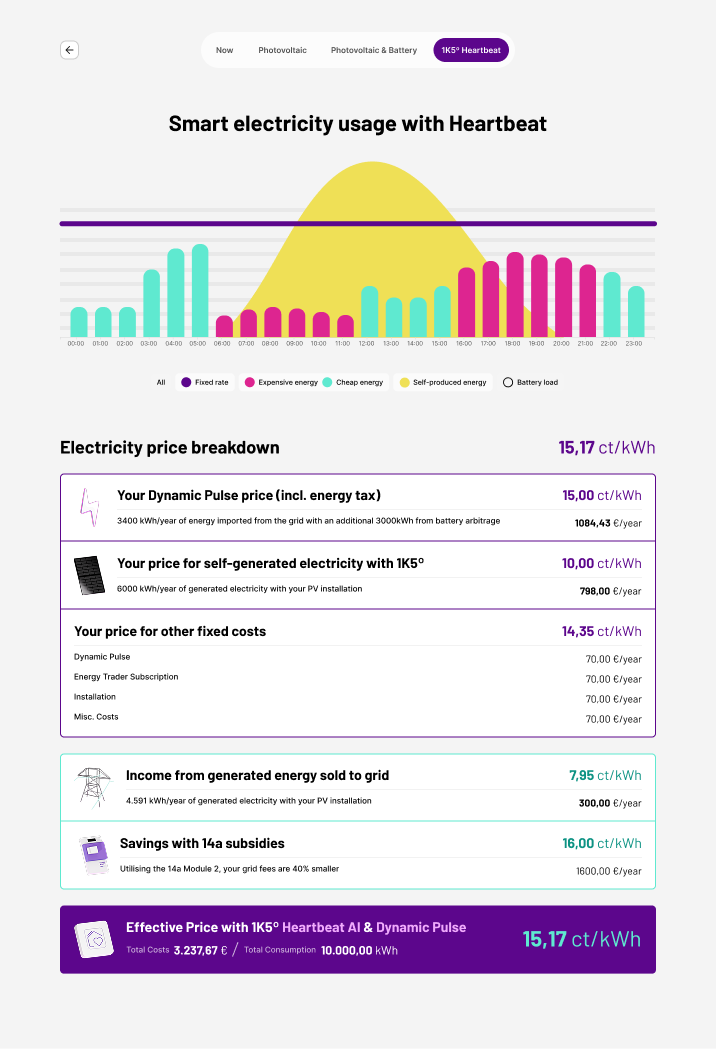 Now Photovoltaic Photovoltaic & Battery 1K5º Heartbeat
Smart electricity usage with Heartbeat
00:00 01:00 02:00 03:00 04:00 05:00 06:00 07:00 08:00 09:00 10:00 11:00 12:00 13:00 14:00 15:00 16:00 17:00 18:00 19:00 20:00 21:00 22:00 23:00
All Fixed rate Expensive energy Cheap energy Self-produced energy Battery load
Electricity price breakdown 15,17 ct/kWh
Your Dynamic Pulse price (incl. energy tax) 15,00 ct/kWh
3400 kWh/year of energy imported from the grid with an additional 3000kWh from battery arbitrage 1084,43 €/year
Your price for self-generated electricity with 1K5º 10,00 ct/kWh
6000 kWh/year of generated electricity with your PV installation 798,00 €/year
Your price for other fixed costs 14,35 ct/kWh
Dynamic Pulse 70.00 €/year
Energy Trader Subscription 70.00 €/year
Installation 70.00 €/year
Misc. Costs 70.00 €/year
Income from generated energy sold to grid 7,95 ct/kWh
4.591 kWh/year of generated electricity with your PV installation 300,00 €/year
Savings with 14a subsidies 16,00 ct/kWh
Utilising the 14a Module 2, your grid fees are 40% smaller 1600.00 €/year
Effective Price with 1K5º Heartbeat AI & Dynamic Pulse 15,17 ct/kWh
Total Costs 3.237,67 € / Total Consumption 10.000,00 kWh